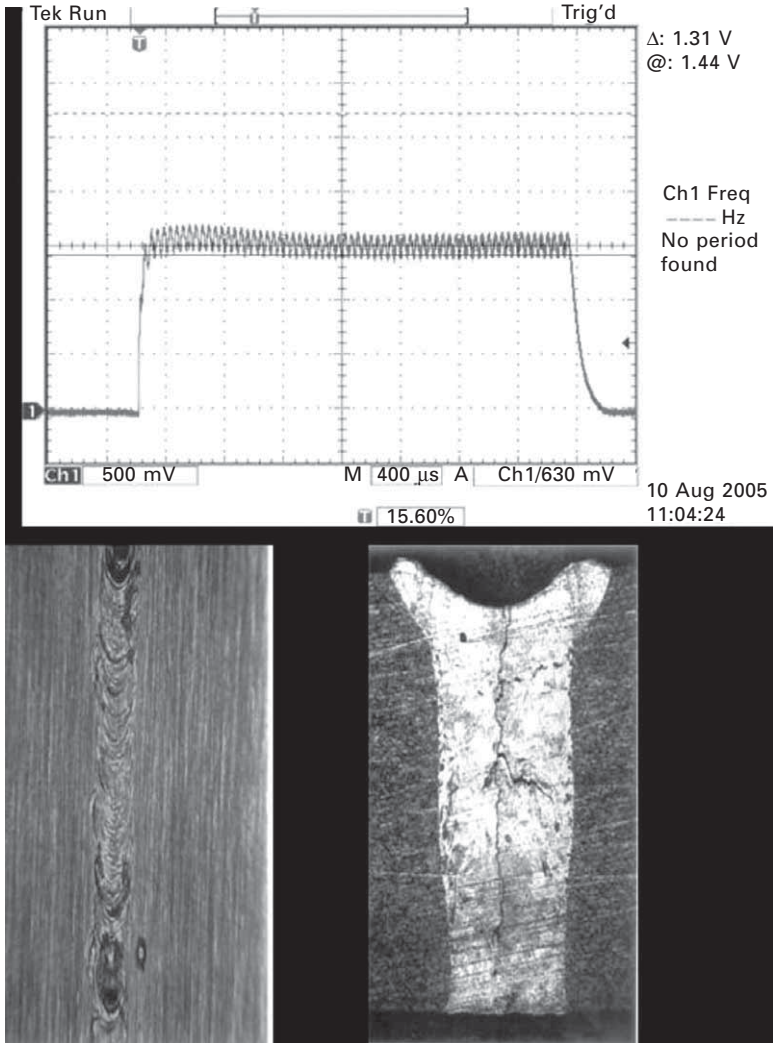 Tek Run Trig'd
T
T
Δ: 1.31 V
@: 1.44 V
Ch1 Freq
---- Hz
No period
found
1
Ch1 500 mV M 400 µs A Ch1/630 mV
T 15.60%
10 Aug 2005
11:04:24